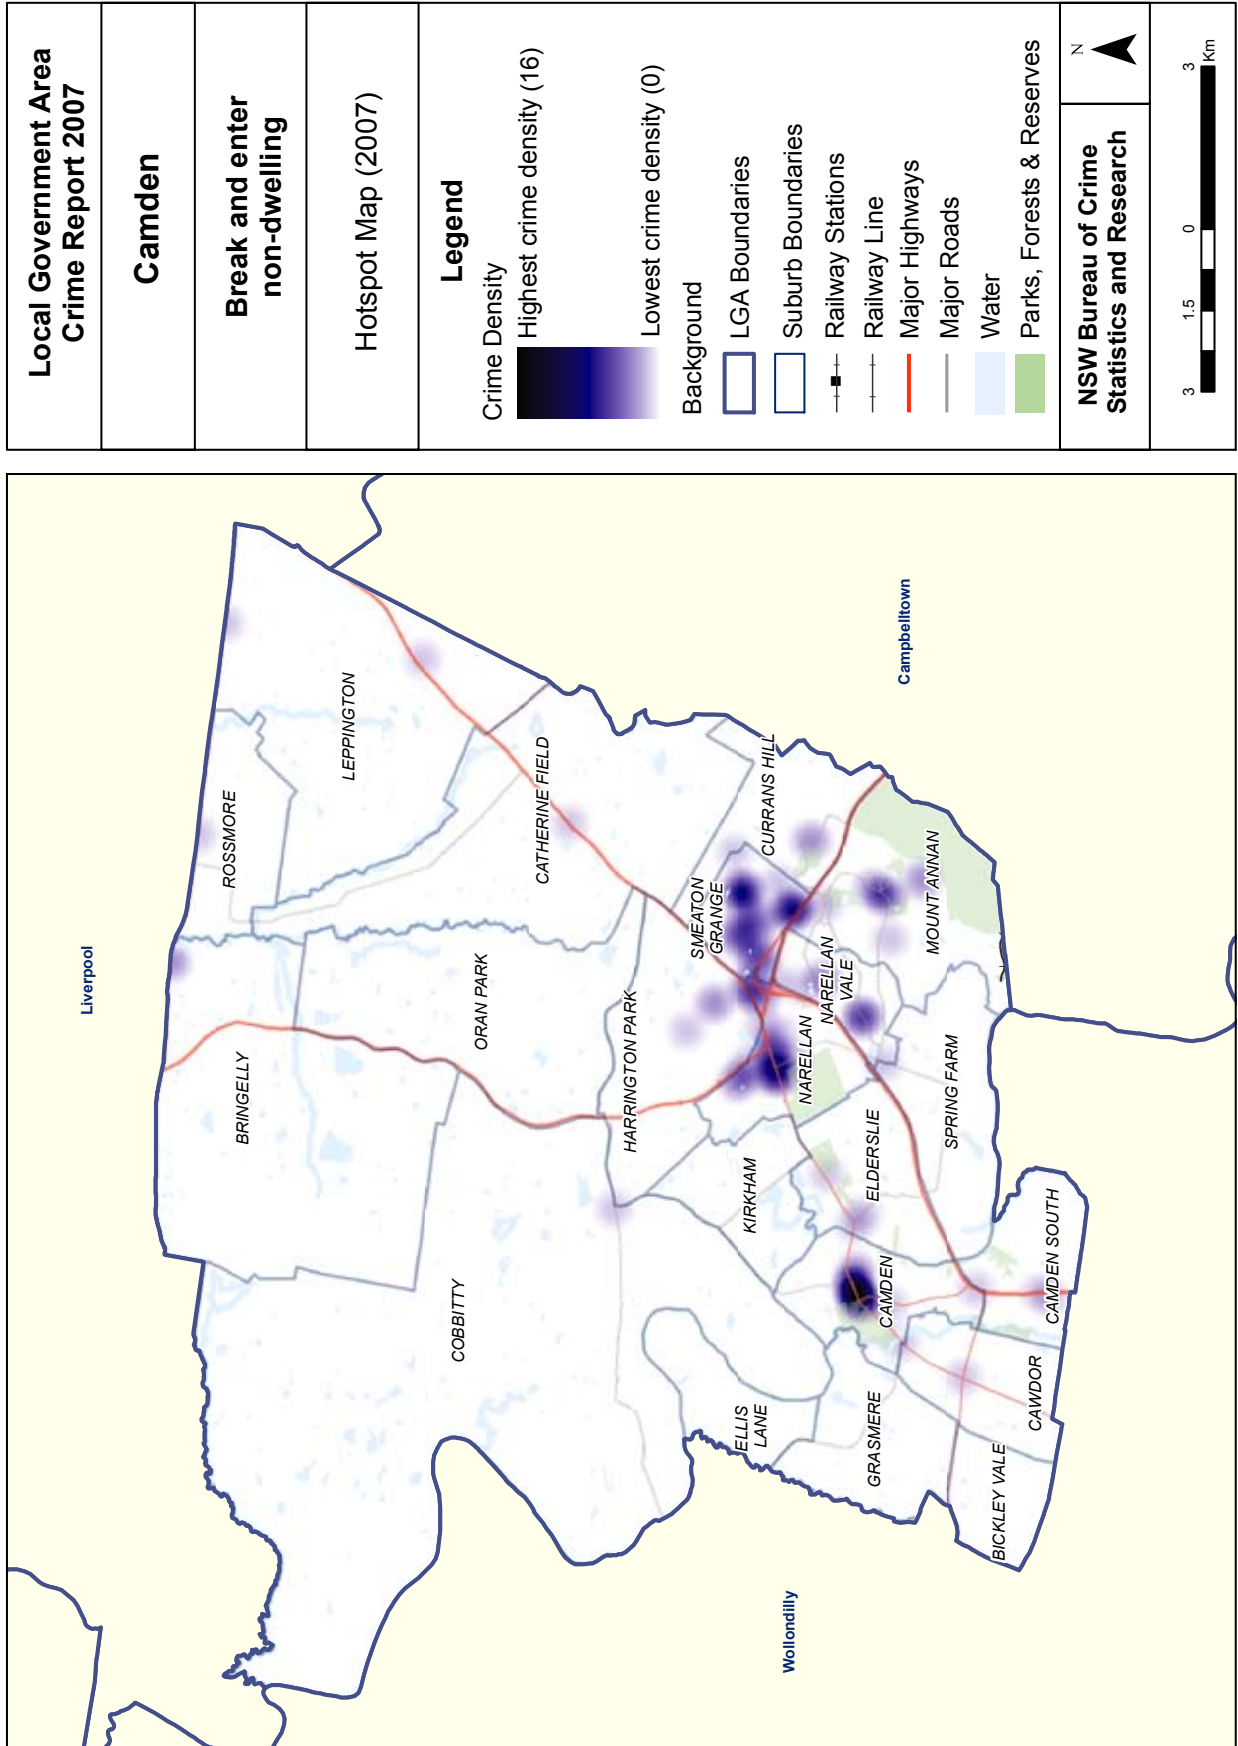 Local Government Area
Crime Report 2007
Camden
Break and enter
non-dwelling
Hotspot Map (2007)
Legend
Crime Density
Highest crime density (16)
Lowest crime density (0)
Background
LGA Boundaries
Suburb Boundaries
Railway Stations
Railway Line
Major Highways
Major Roads
Water
Parks, Forests & Reserves
NSW Bureau of Crime
Statistics and Research
N
3 1.5 0 3
Km
Liverpool
Campbelltown
Wollondilly
ROSSMORE
LEPPINGTON
BRINGELLY
CATHERINE FIELD
ORAN PARK
COBBITTY
HARRINGTON PARK
SMEATON
GRANGE
CURRANS HILL
KIRKHAM
NARELLAN
NARELLAN
VALE
MOUNT ANNAN
ELLIS
LANE
GRASMERE
CAMDEN
ELDERSLIE
SPRING FARM
BICKLEY VALE
CAWDOR
CAMDEN SOUTH